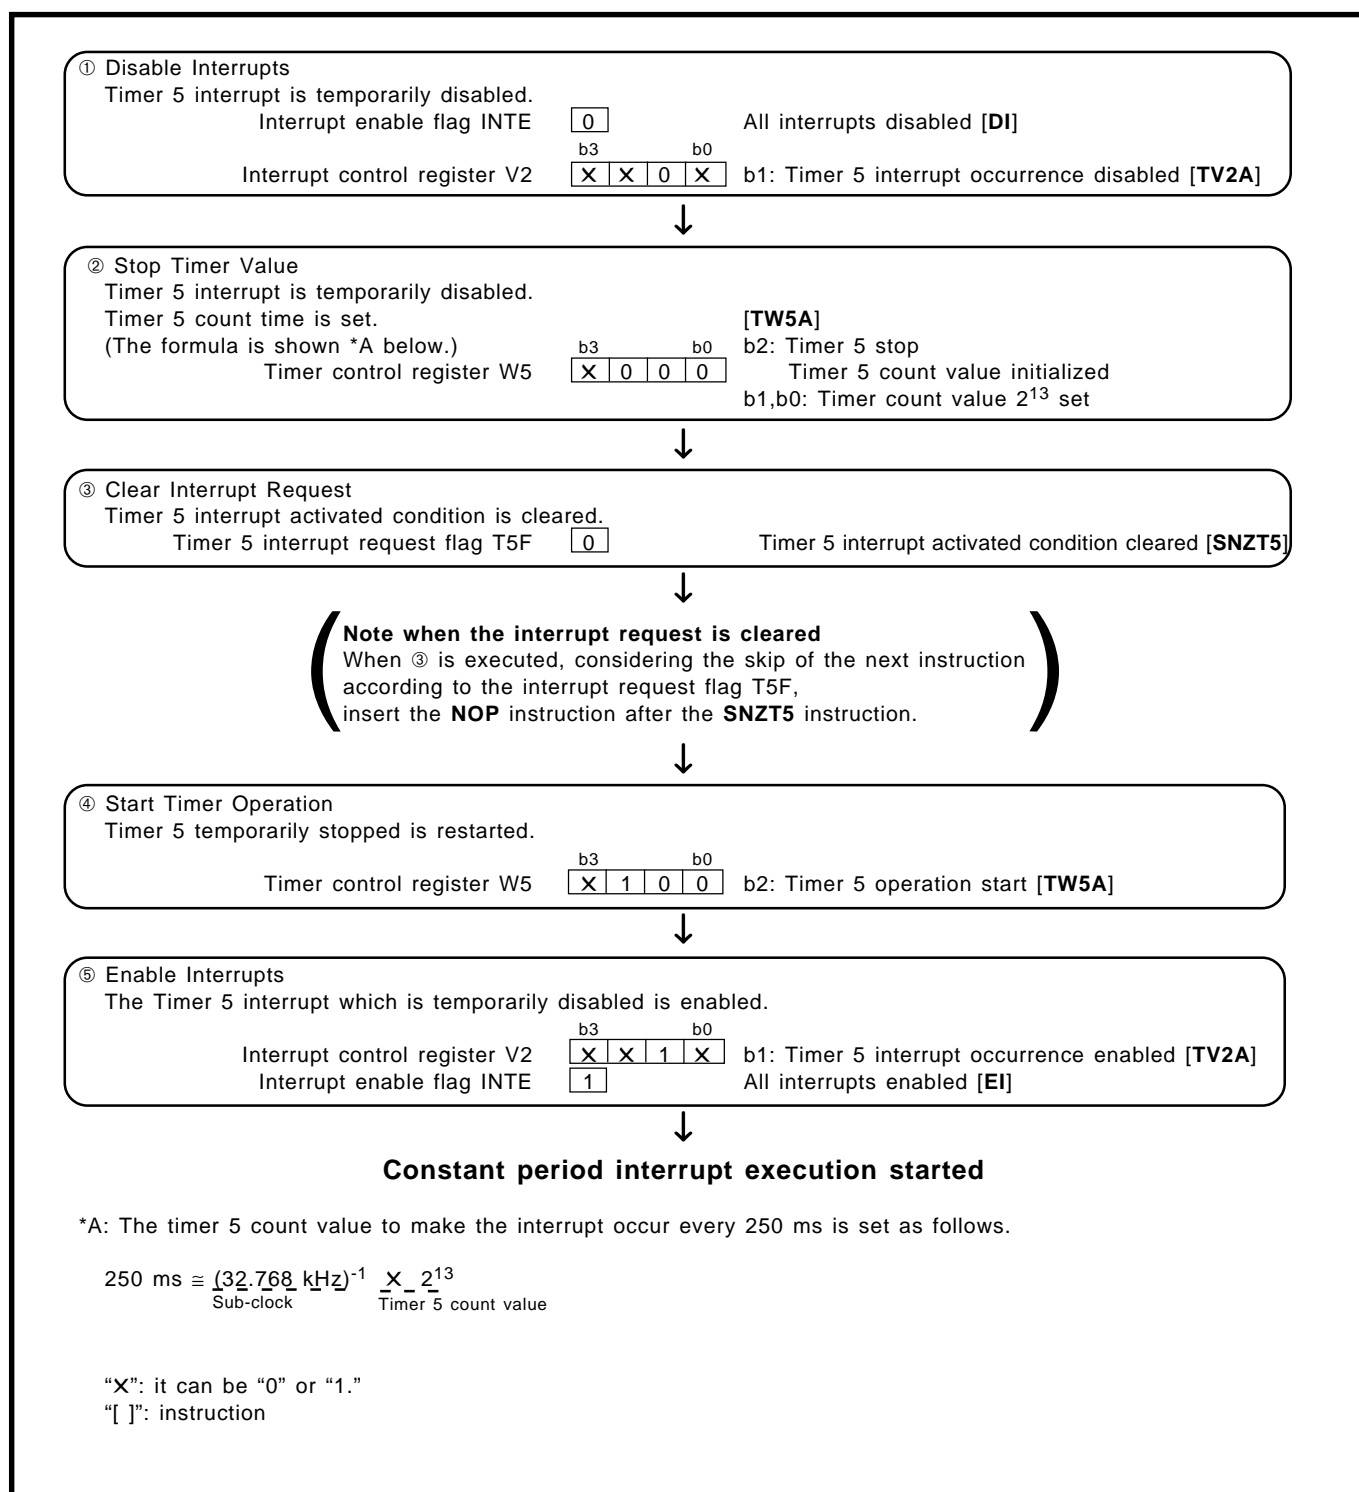 ① Disable Interrupts
Timer 5 interrupt is temporarily disabled.
Interrupt enable flag INTE 0 All interrupts disabled [DI]
b3 b0
Interrupt control register V2 ✕ ✕ 0 ✕ b1: Timer 5 interrupt occurrence disabled [TV2A]
↓
② Stop Timer Value
Timer 5 interrupt is temporarily disabled.
Timer 5 count time is set. [TW5A]
(The formula is shown *A below.) b3 b0 b2: Timer 5 stop
Timer control register W5 ✕ 0 0 0 Timer 5 count value initialized
b1,b0: Timer count value 2¹³ set
↓
③ Clear Interrupt Request
Timer 5 interrupt activated condition is cleared.
Timer 5 interrupt request flag T5F 0 Timer 5 interrupt activated condition cleared [SNZT5]
↓
Note when the interrupt request is cleared
When ③ is executed, considering the skip of the next instruction
according to the interrupt request flag T5F,
insert the NOP instruction after the SNZT5 instruction.
↓
④ Start Timer Operation
Timer 5 temporarily stopped is restarted.
b3 b0
Timer control register W5 ✕ 1 0 0 b2: Timer 5 operation start [TW5A]
↓
⑤ Enable Interrupts
The Timer 5 interrupt which is temporarily disabled is enabled.
b3 b0
Interrupt control register V2 ✕ ✕ 1 ✕ b1: Timer 5 interrupt occurrence enabled [TV2A]
Interrupt enable flag INTE 1 All interrupts enabled [EI]
↓
Constant period interrupt execution started
*A: The timer 5 count value to make the interrupt occur every 250 ms is set as follows.
250 ms ≅ (32.768 kHz)⁻¹ ✕ 2¹³
Sub-clock Timer 5 count value
“✕”: it can be “0” or “1.”
“[ ]”: instruction